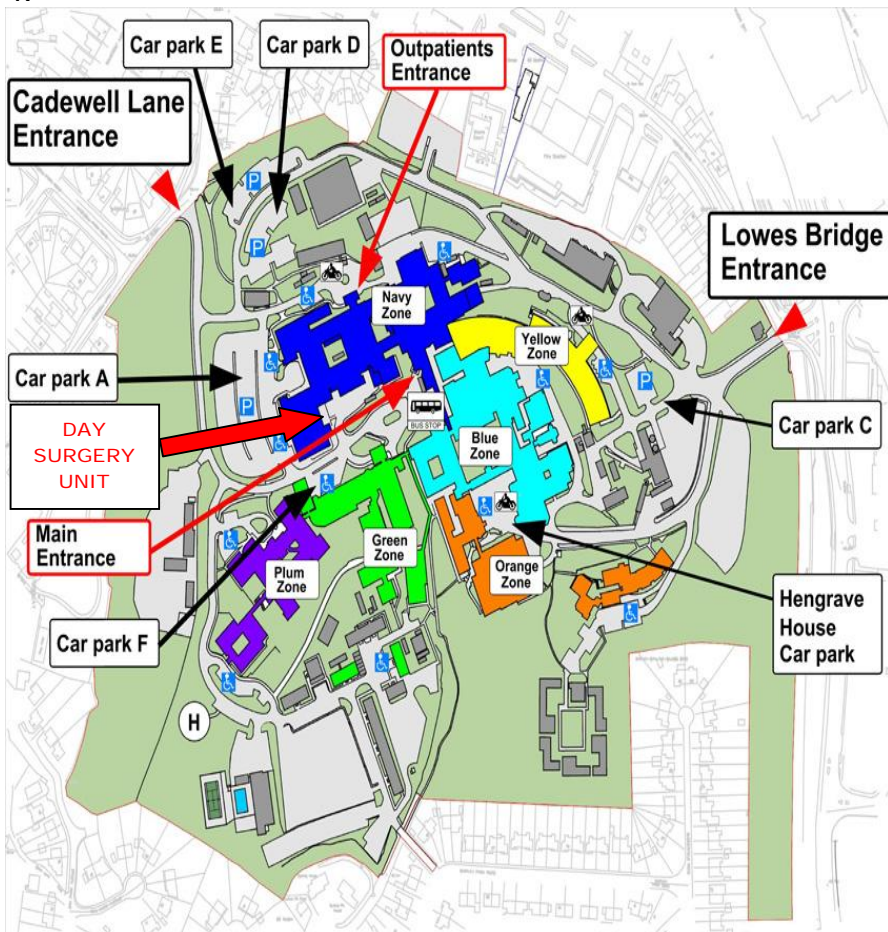 Car park E
Car park D
Outpatients
Entrance
Cadewell Lane
Entrance
Lowes Bridge
Entrance
P
P
Navy
Zone
Yellow
Zone
Car park A
P
P
BUS STOP
Car park C
DAY
SURGERY
UNIT
Blue
Zone
Main
Entrance
Green
Zone
Plum
Zone
Orange
Zone
Car park F
Hengrave
House
Car park
H